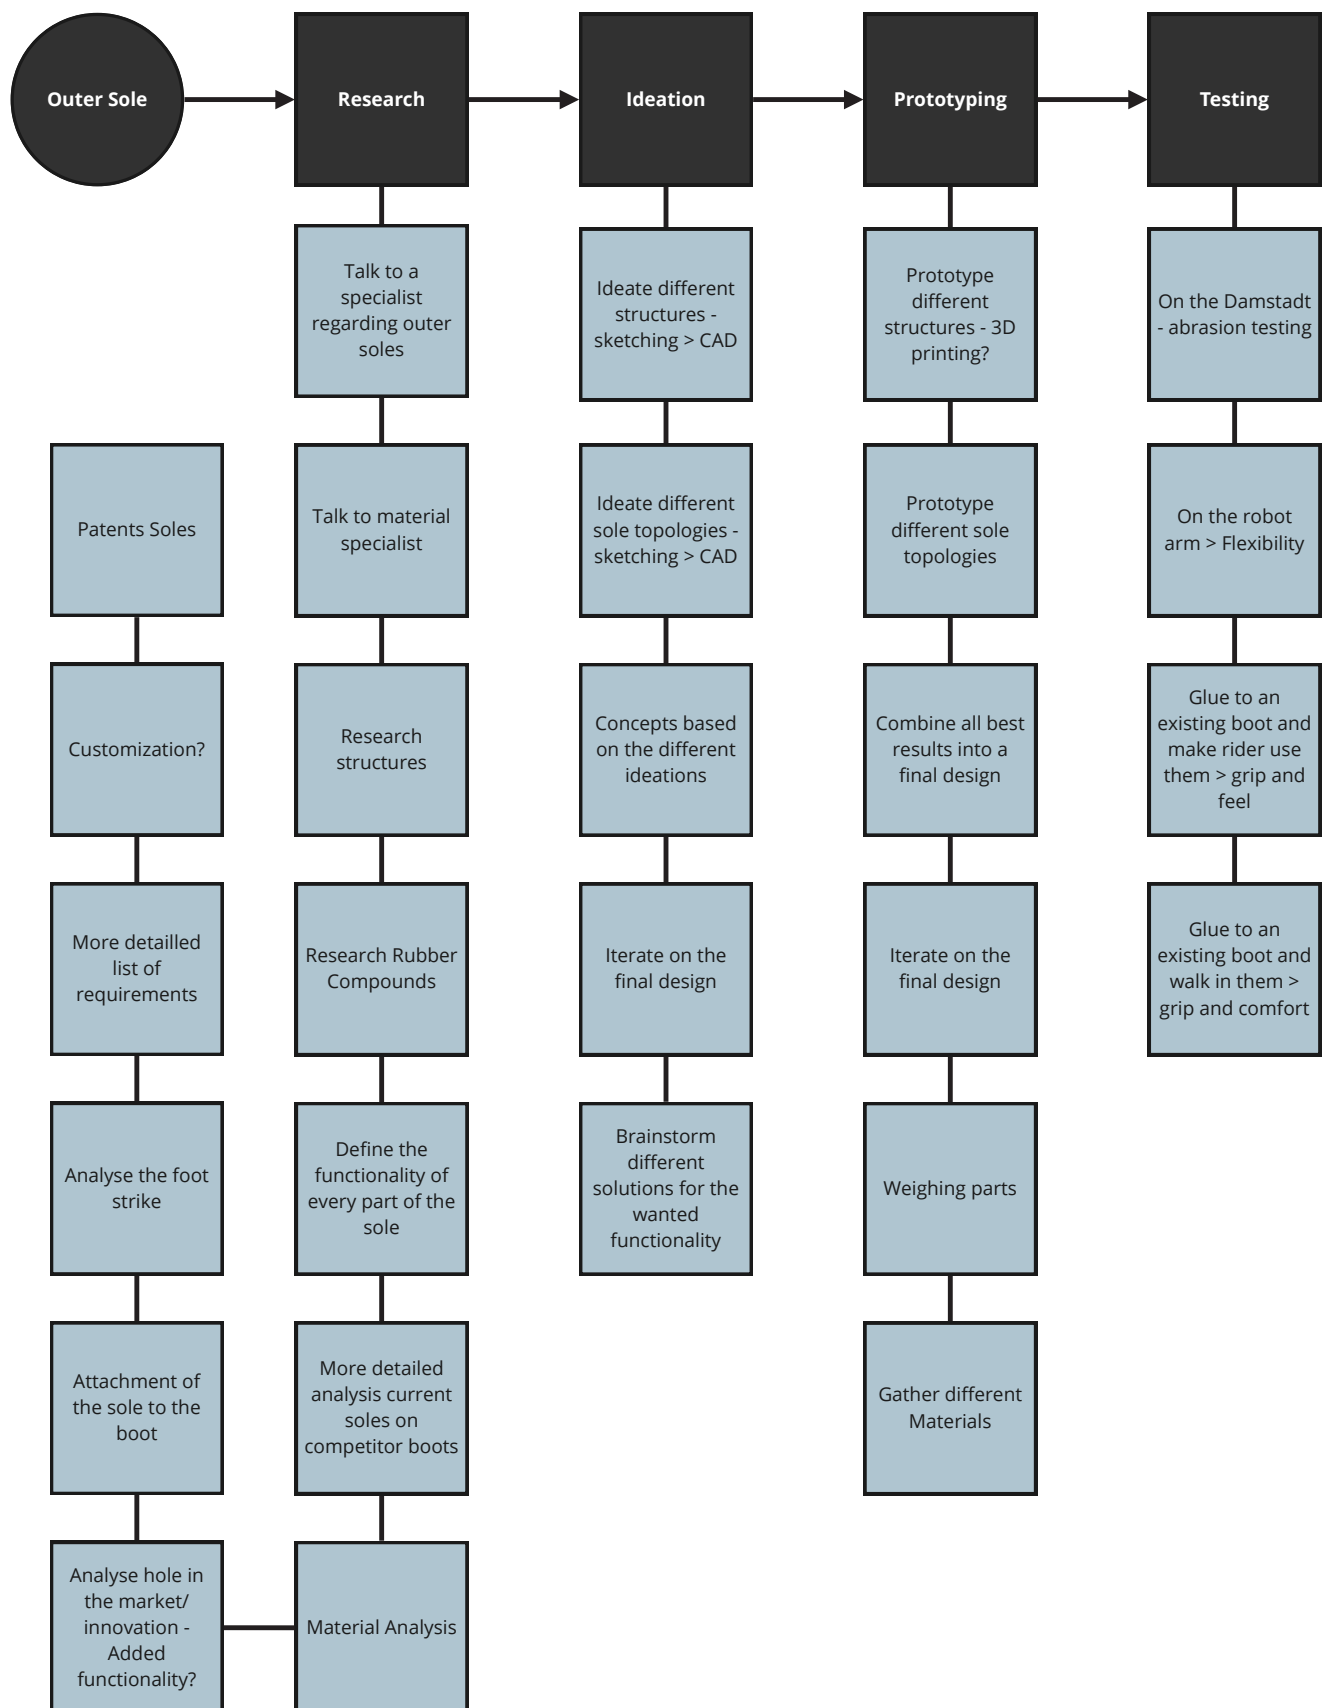 Outer Sole
Research
Ideation
Prototyping
Testing
Talk to a
specialist
regarding outer
soles
Talk to material
specialist
Research
structures
Research Rubber
Compounds
Define the
functionality of
every part of the
sole
More detailed
analysis current
soles on
competitor boots
Material Analysis
Analyse hole in
the market/
innovation -
Added
functionality?
Attachment of
the sole to the
boot
Analyse the foot
strike
More detailled
list of
requirements
Customization?
Patents Soles
Ideate different
structures -
sketching > CAD
Ideate different
sole topologies -
sketching > CAD
Concepts based
on the different
ideations
Iterate on the
final design
Brainstorm
different
solutions for the
wanted
functionality
Prototype
different
structures - 3D
printing?
Prototype
different sole
topologies
Combine all best
results into a
final design
Iterate on the
final design
Weighing parts
Gather different
Materials
On the Damstadt
- abrasion testing
On the robot
arm > Flexibility
Glue to an
existing boot and
make rider use
them > grip and
feel
Glue to an
existing boot and
walk in them >
grip and comfort